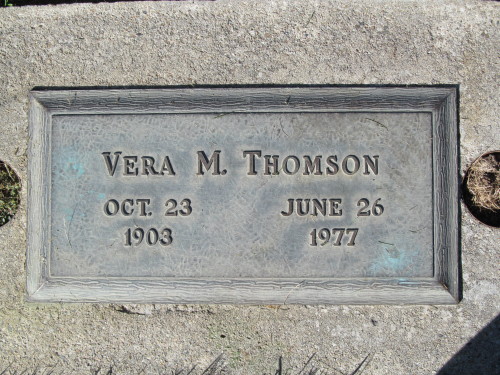 VERA M. THOMSON
OCT. 23 JUNE 26
1903 1977